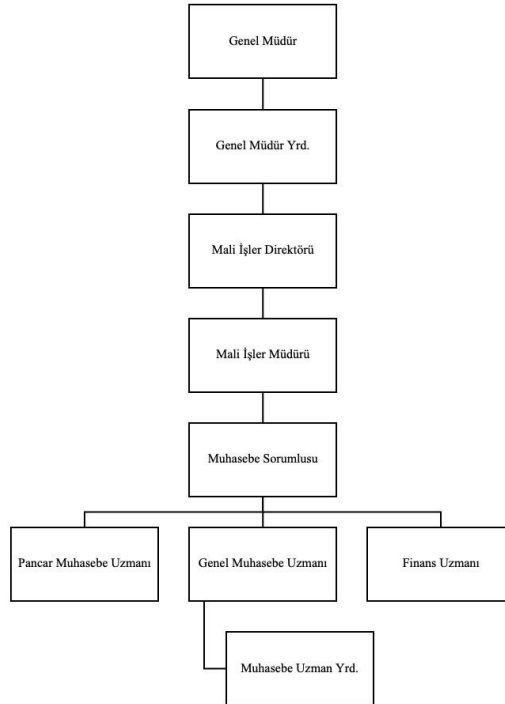 Genel Müdür
Genel Müdür Yrd.
Mali İşler Direktörü
Mali İşler Müdürü
Muhasebe Sorumlusu
Pancar Muhasebe Uzmanı
Genel Muhasebe Uzmanı
Finans Uzmanı
Muhasebe Uzman Yrd.